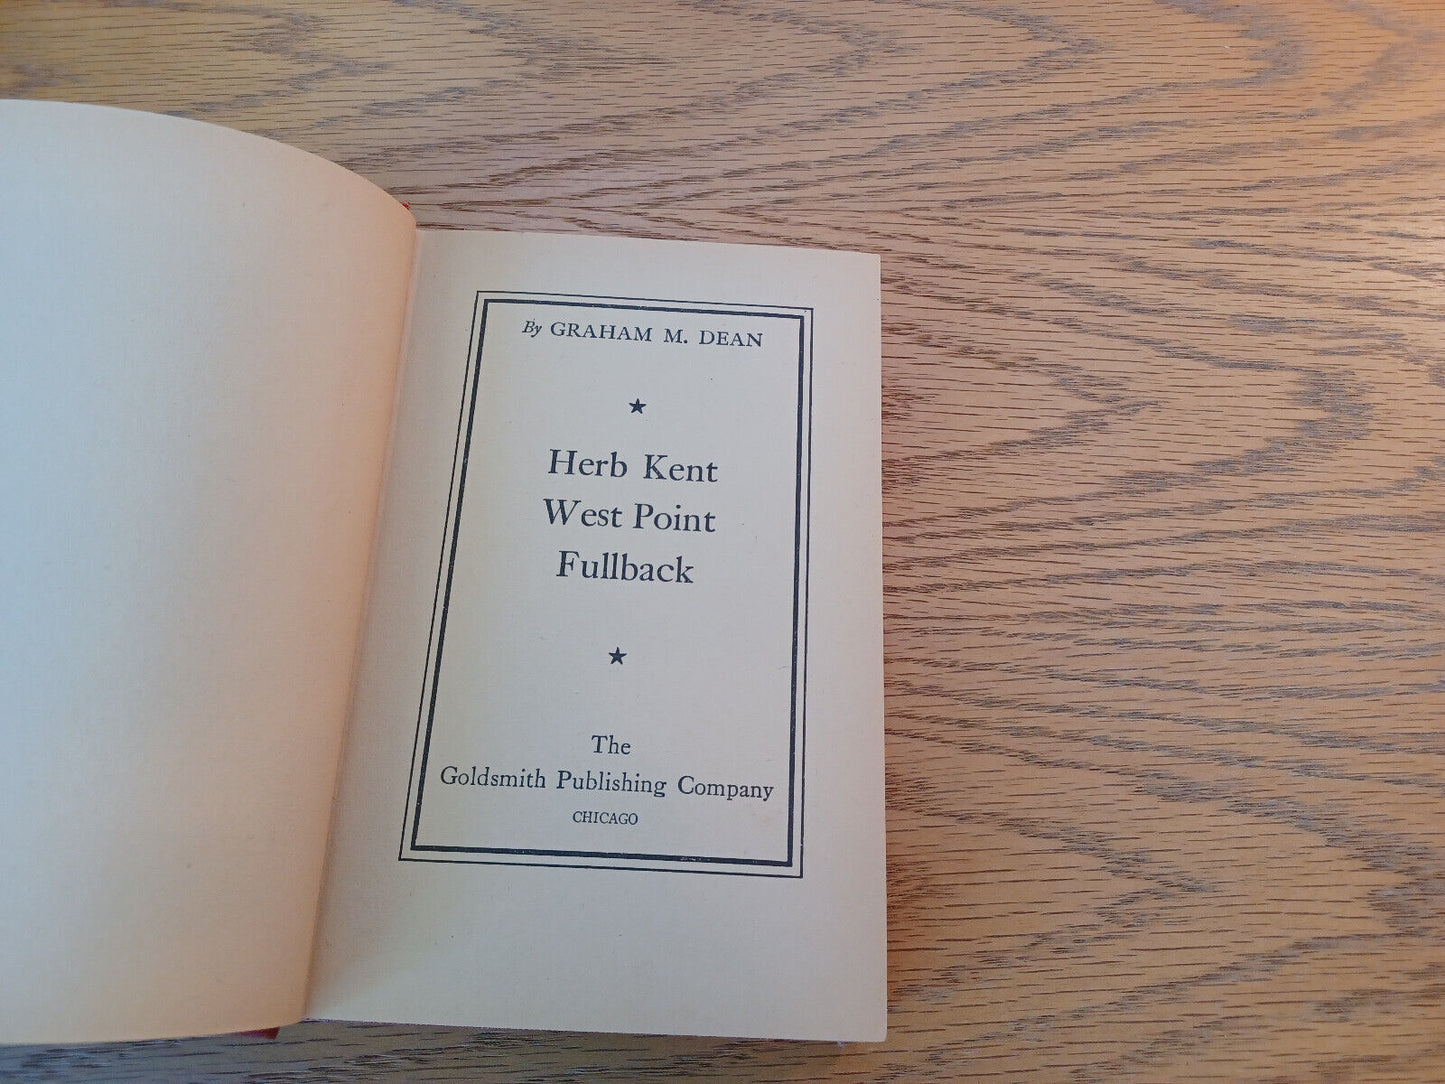 By GRAHAM M. DEAN
Herb Kent
West Point
Fullback
The
Goldsmith Publishing Company
CHICAGO